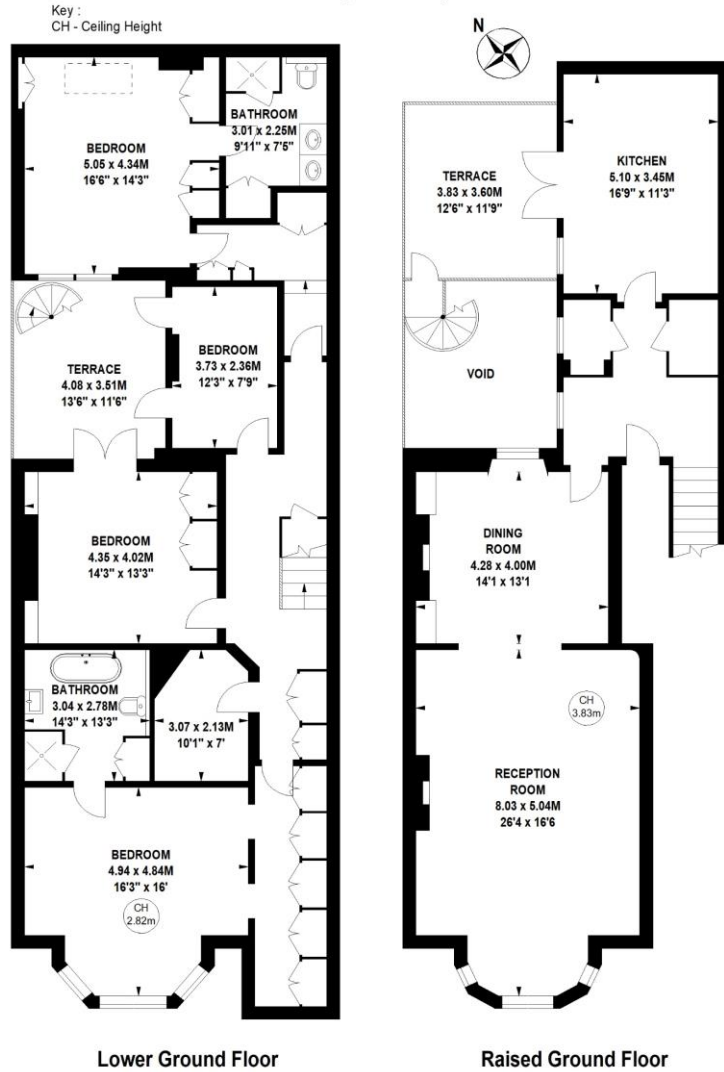 Key :
CH - Ceiling Height
N
BEDROOM
5.05 x 4.34M
16'6" x 14'3"
BATHROOM
3.01 x 2.25M
9'11" x 7'5"
TERRACE
4.08 x 3.51M
13'6" x 11'6"
BEDROOM
3.73 x 2.36M
12'3" x 7'9"
BEDROOM
4.35 x 4.02M
14'3" x 13'3"
BATHROOM
3.04 x 2.78M
14'3" x 13'3"
3.07 x 2.13M
10'1" x 7'
BEDROOM
4.94 x 4.84M
16'3" x 16'
CH
2.82m
Lower Ground Floor
TERRACE
3.83 x 3.60M
12'6" x 11'9"
KITCHEN
5.10 x 3.45M
16'9" x 11'3"
VOID
DINING
ROOM
4.28 x 4.00M
14'1 x 13'1
CH
3.83m
RECEPTION
ROOM
8.03 x 5.04M
26'4 x 16'6
Raised Ground Floor